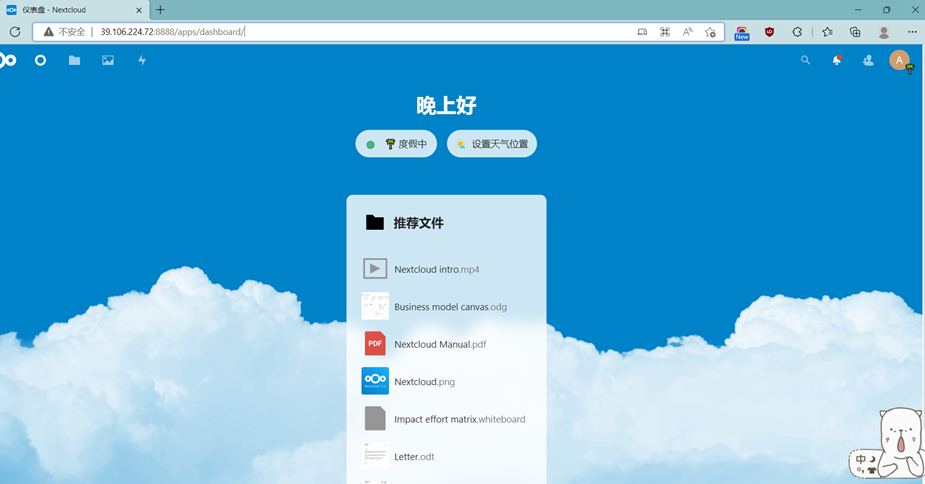 仪表盘 - Nextcloud
不安全 | 39.106.224.72:8888/apps/dashboard/
New
A
晚上好
度假中
设置天气位置
推荐文件
Nextcloud intro.mp4
Business model canvas.odg
PDF
Nextcloud Manual.pdf
Nextcloud.png
Impact effort matrix.whiteboard
Letter.odt
中